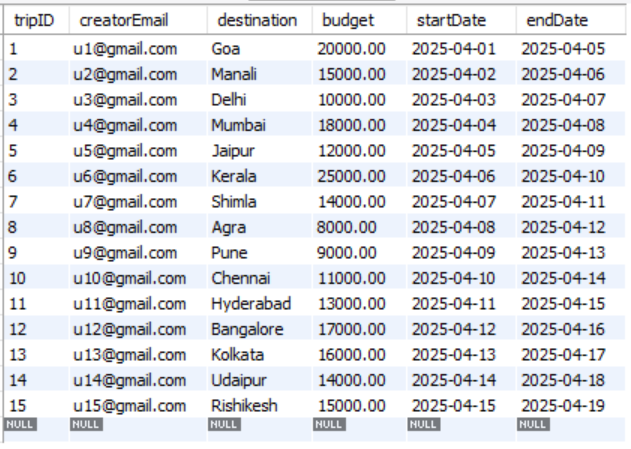 tripID creatorEmail destination budget startDate endDate
1 u1@gmail.com Goa 20000.00 2025-04-01 2025-04-05
2 u2@gmail.com Manali 15000.00 2025-04-02 2025-04-06
3 u3@gmail.com Delhi 10000.00 2025-04-03 2025-04-07
4 u4@gmail.com Mumbai 18000.00 2025-04-04 2025-04-08
5 u5@gmail.com Jaipur 12000.00 2025-04-05 2025-04-09
6 u6@gmail.com Kerala 25000.00 2025-04-06 2025-04-10
7 u7@gmail.com Shimla 14000.00 2025-04-07 2025-04-11
8 u8@gmail.com Agra 8000.00 2025-04-08 2025-04-12
9 u9@gmail.com Pune 9000.00 2025-04-09 2025-04-13
10 u10@gmail.com Chennai 11000.00 2025-04-10 2025-04-14
11 u11@gmail.com Hyderabad 13000.00 2025-04-11 2025-04-15
12 u12@gmail.com Bangalore 17000.00 2025-04-12 2025-04-16
13 u13@gmail.com Kolkata 16000.00 2025-04-13 2025-04-17
14 u14@gmail.com Udaipur 14000.00 2025-04-14 2025-04-18
15 u15@gmail.com Rishikesh 15000.00 2025-04-15 2025-04-19
NULL NULL NULL NULL NULL NULL